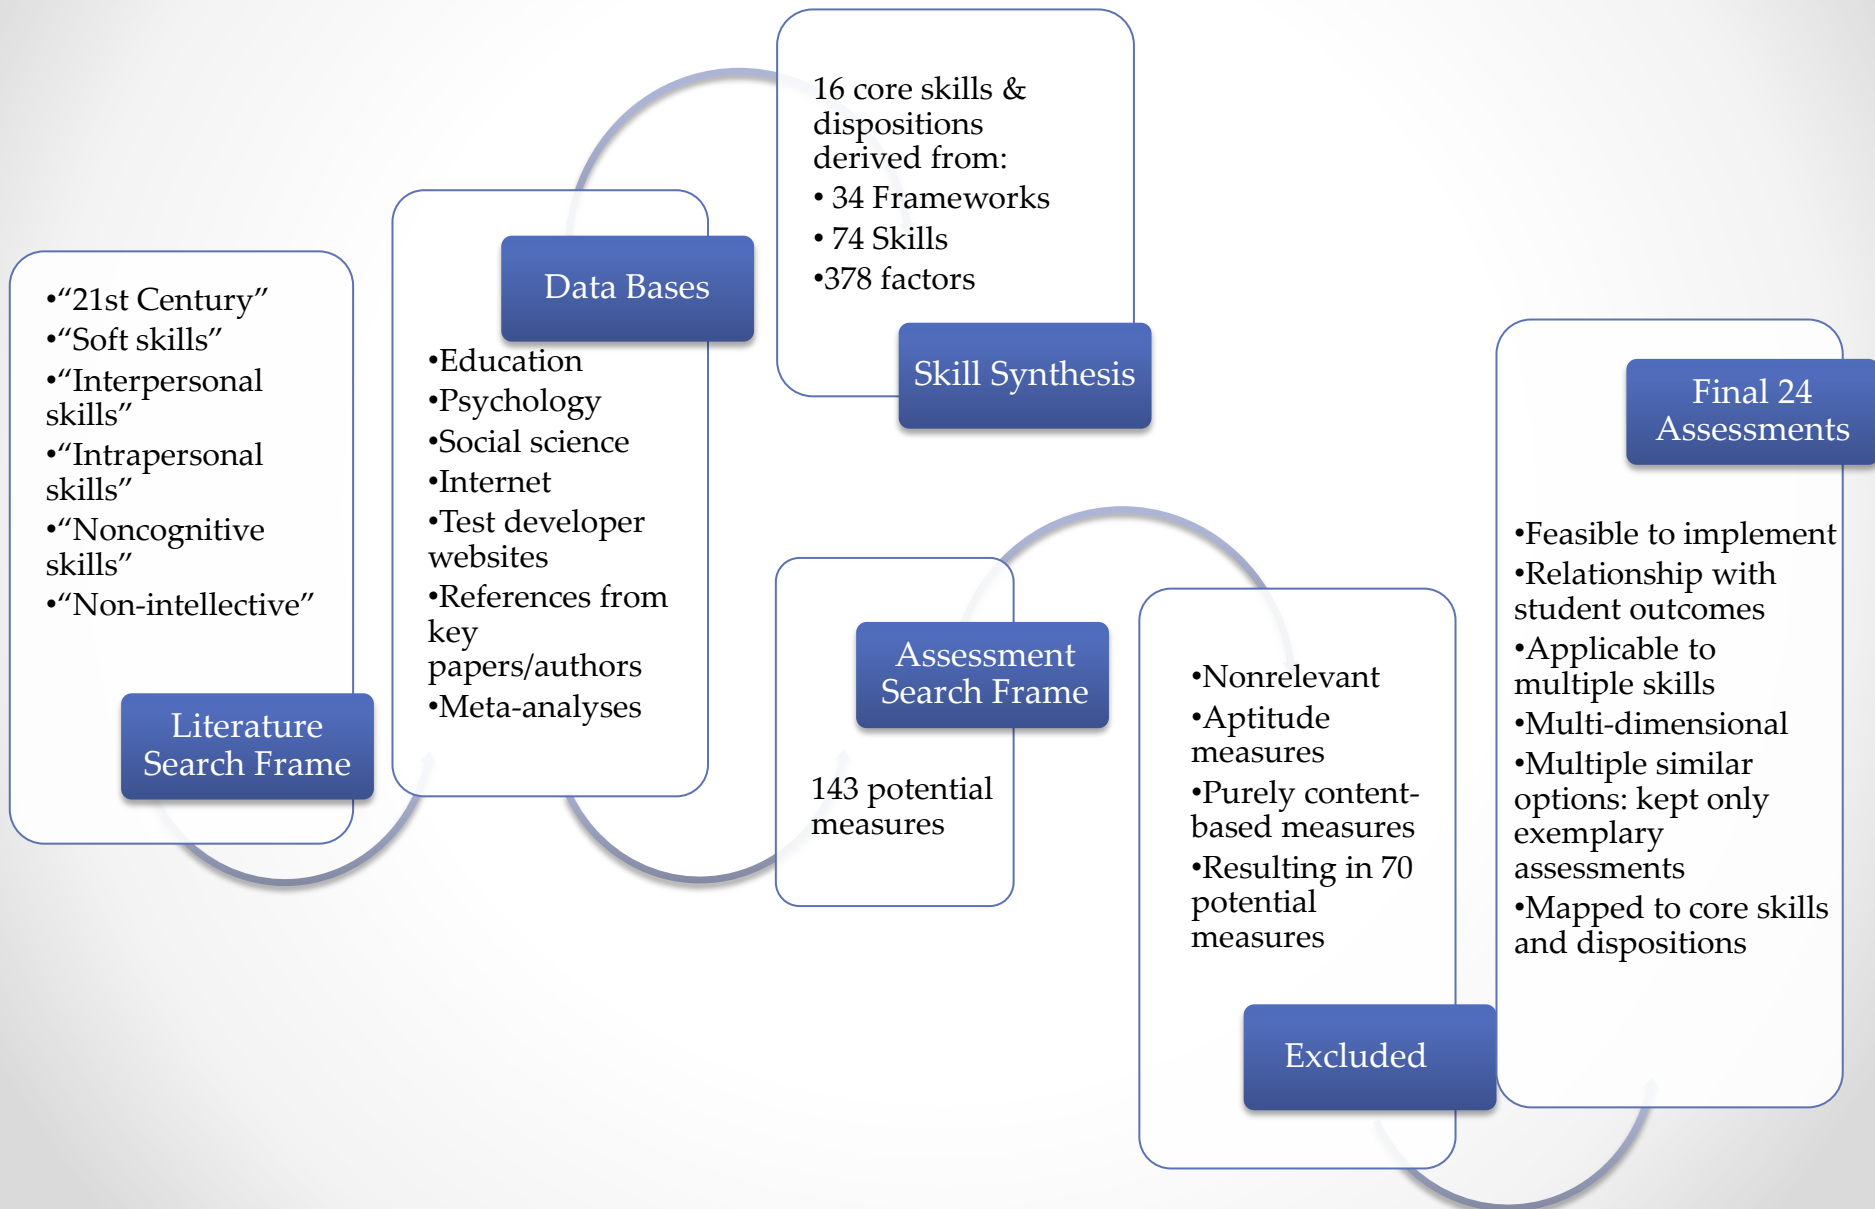 •“21st Century”
•“Soft skills”
•“Interpersonal
skills”
•“Intrapersonal
skills”
•“Noncognitive
skills”
•“Non-intellective”
Literature
Search Frame
Data Bases
•Education
•Psychology
•Social science
•Internet
•Test developer
websites
•References from
key
papers/authors
•Meta-analyses
16 core skills &
dispositions
derived from:
• 34 Frameworks
• 74 Skills
•378 factors
Skill Synthesis
Assessment
Search Frame
143 potential
measures
•Nonrelevant
•Aptitude
measures
•Purely content-
based measures
•Resulting in 70
potential
measures
Excluded
Final 24
Assessments
•Feasible to implement
•Relationship with
student outcomes
•Applicable to
multiple skills
•Multi-dimensional
•Multiple similar
options: kept only
exemplary
assessments
•Mapped to core skills
and dispositions